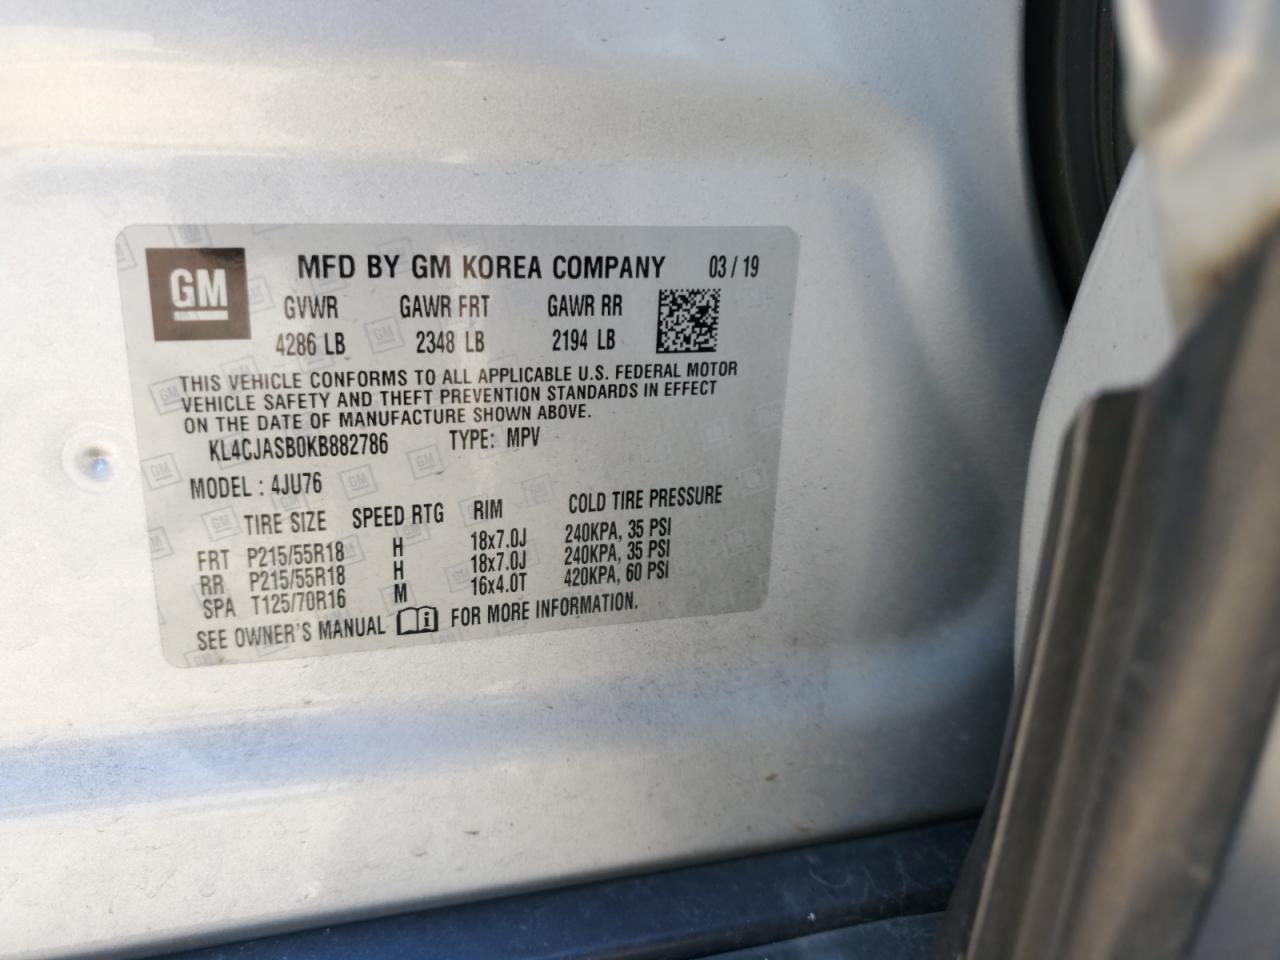 GM MFD BY GM KOREA COMPANY 03 / 19
GVWR GAWR FRT GAWR RR
4286 LB 2348 LB 2194 LB
THIS VEHICLE CONFORMS TO ALL APPLICABLE U.S. FEDERAL MOTOR
VEHICLE SAFETY AND THEFT PREVENTION STANDARDS IN EFFECT
ON THE DATE OF MANUFACTURE SHOWN ABOVE.
KL4CJASB0KB882786 TYPE: MPV
MODEL : 4JU76
TIRE SIZE SPEED RTG RIM COLD TIRE PRESSURE
FRT P215/55R18 H 18x7.0J 240KPA, 35 PSI
RR P215/55R18 H 18x7.0J 240KPA, 35 PSI
SPA T125/70R16 M 16x4.0T 420KPA, 60 PSI
SEE OWNER'S MANUAL i FOR MORE INFORMATION.